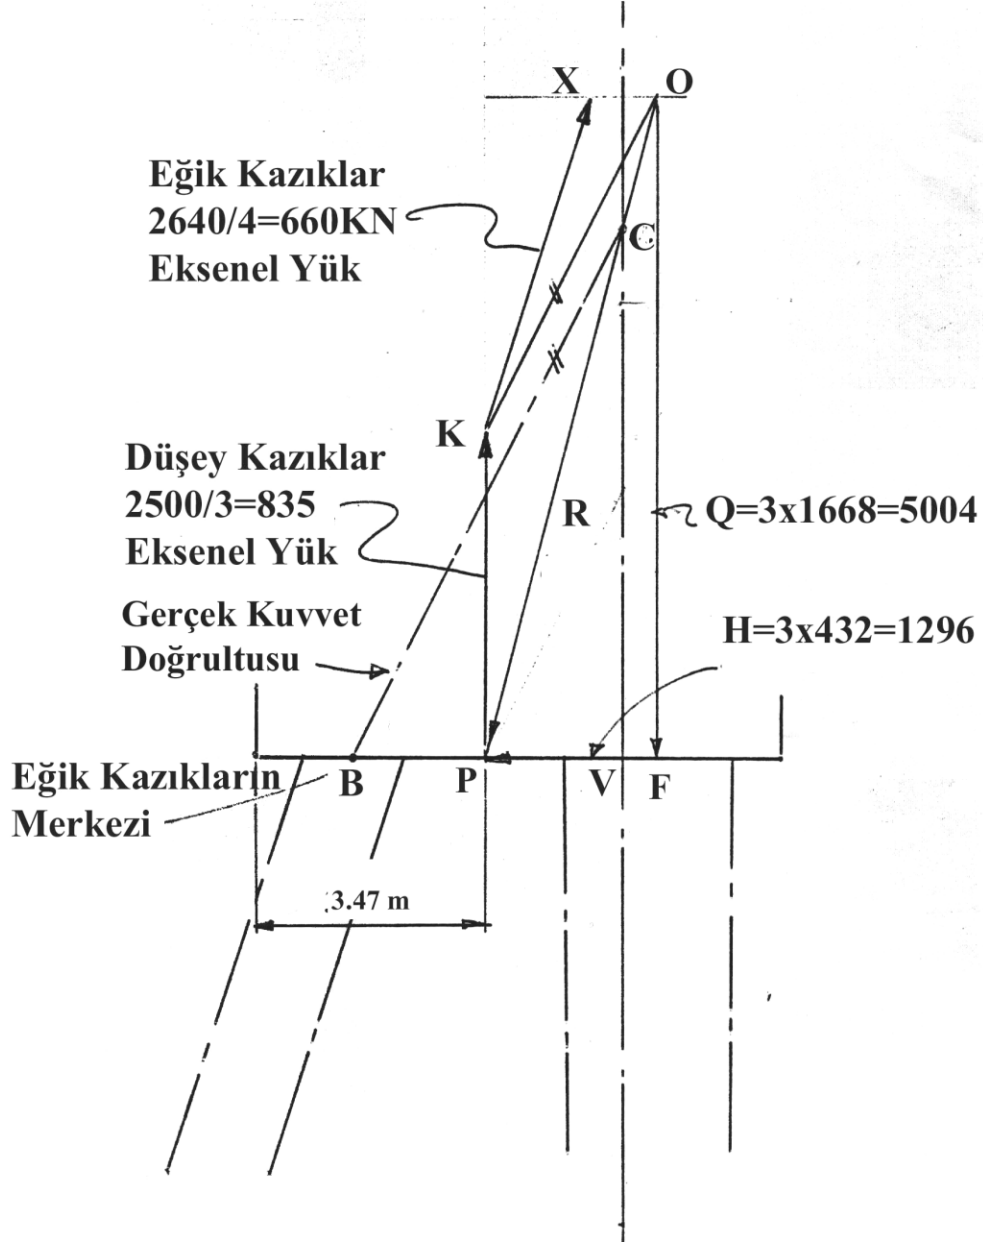 X
O
Eğik Kazıklar
2640/4=660KN
Eksenel Yük
C
K
Düşey Kazıklar
2500/3=835
Eksenel Yük
R
Q=3x1668=5004
Gerçek Kuvvet
Doğrultusu
H=3x432=1296
Eğik Kazıkların
Merkezi
B
P
V
F
3.47 m